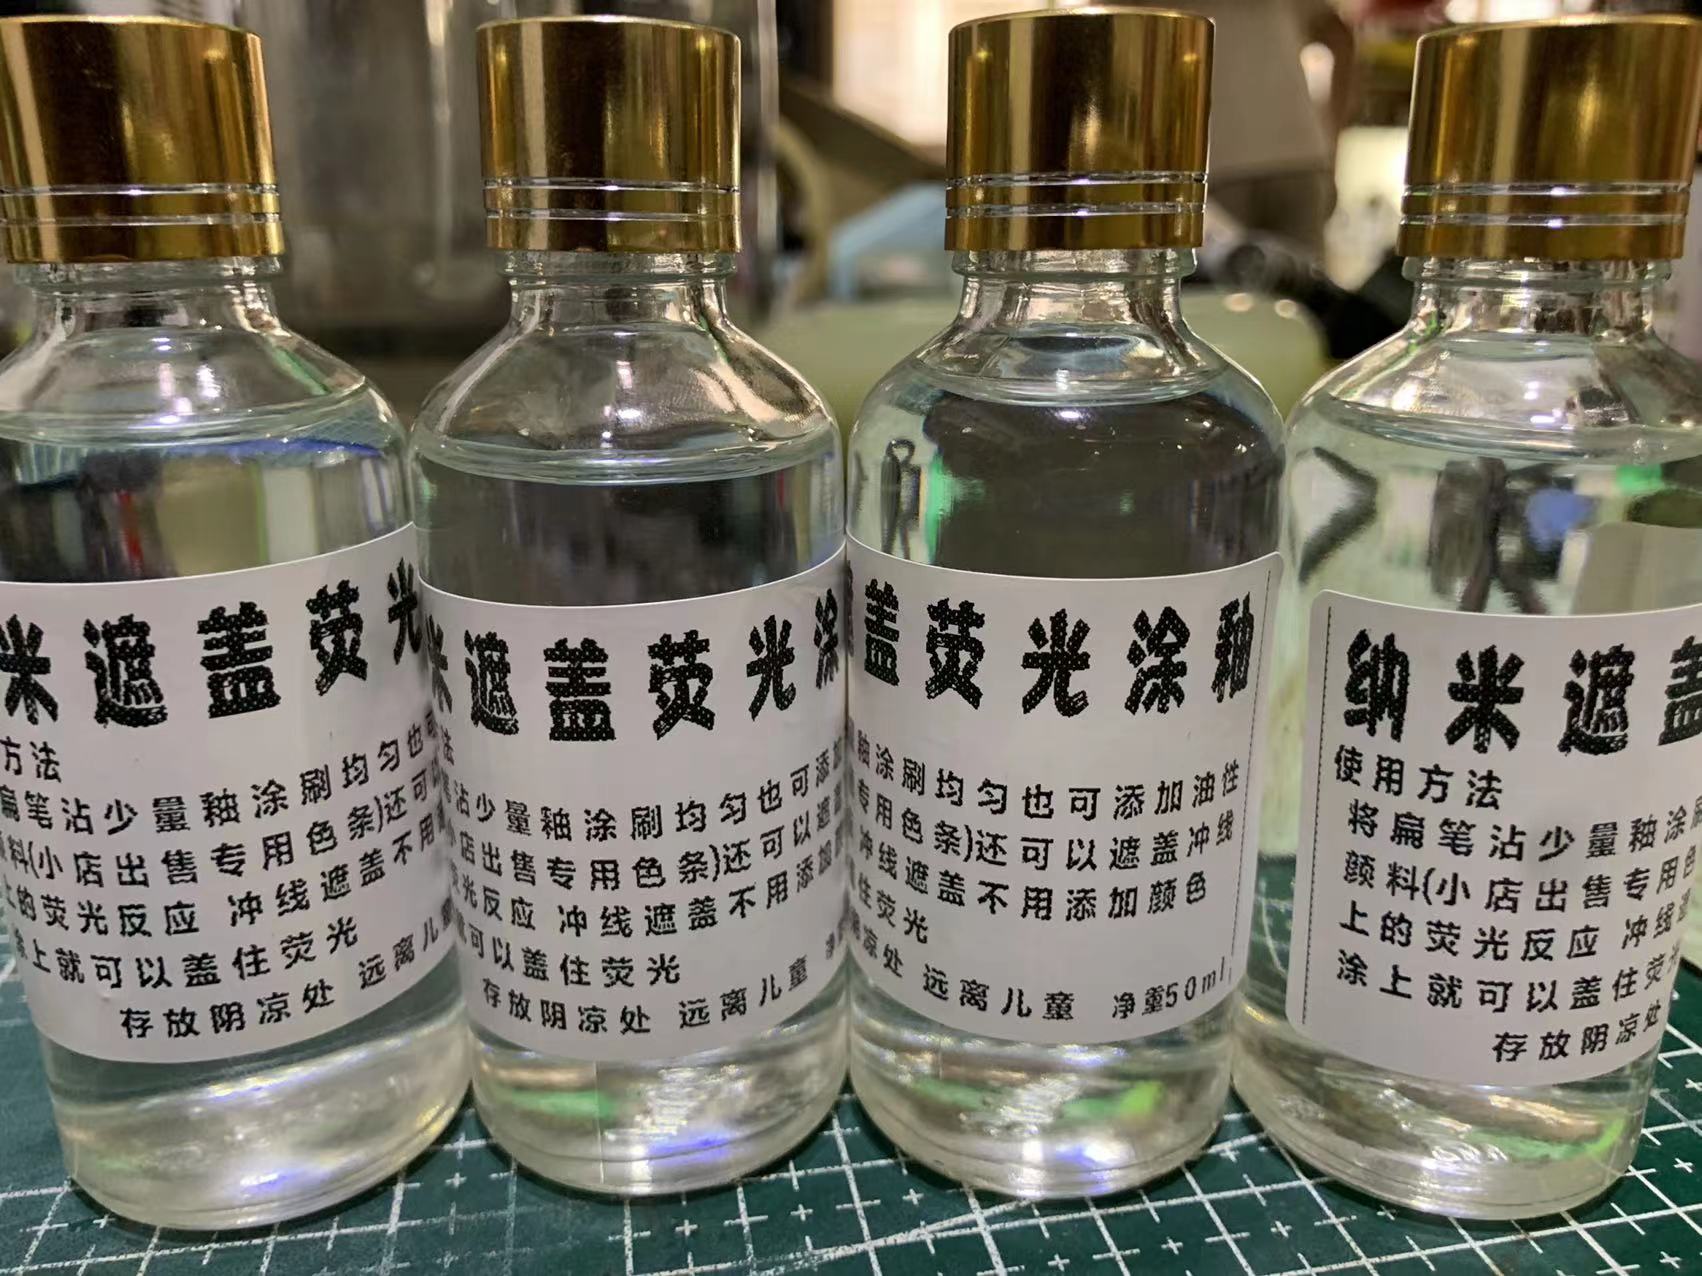 米遮盖荧光
方法
扁笔沾少量釉涂刷均匀也可
料(小店出售专用色条)还可
上的荧光反应 冲线遮盖不用
涂上就可以盖住荧光
存放阴凉处 远离儿
米遮盖荧光涂
法
沾少量釉涂刷均匀也可添加
店出售专用色条)还可以遮盖
荧光反应 冲线遮盖不用添加
就可以盖住荧光
存放阴凉处 远离儿童 净
盖荧光涂釉
釉涂刷均匀也可添加油性
专用色条)还可以遮盖冲线
冲线遮盖不用添加颜色
住荧光
凉处 远离儿童 净重50ml
纳米遮盖
使用方法
将扁笔沾少量釉涂刷
颜料(小店出售专用色
上的荧光反应 冲线遮
涂上就可以盖住荧光
存放阴凉处